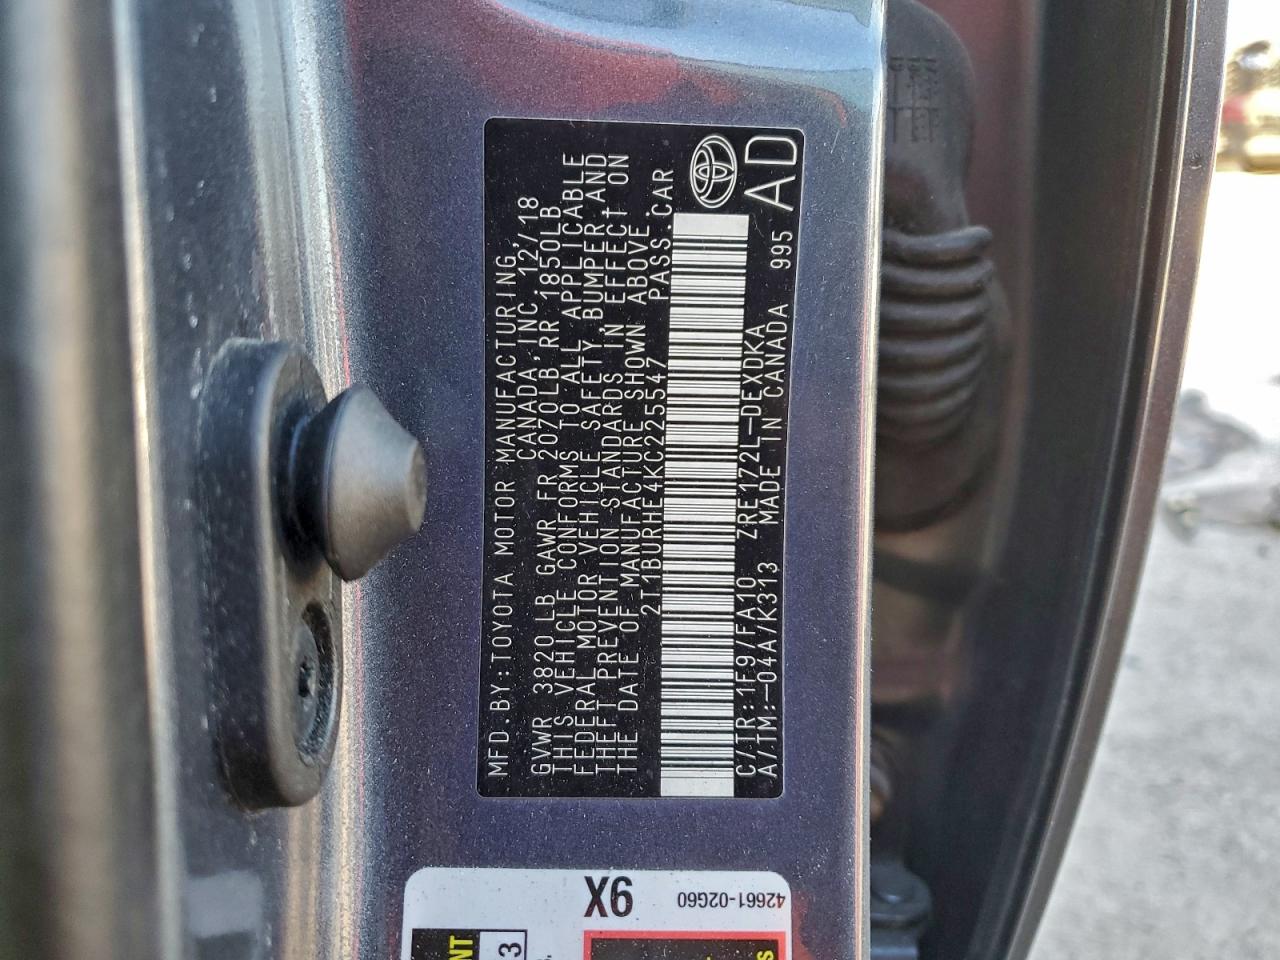 MFD.BY:TOYOTA MOTOR MANUFACTURING,
CANADA,INC. 12/18
GVWR 3820 LB GAWR FR 2070LB RR 1850LB
THIS VEHICLE CONFORMS TO ALL APPLICABLE
FEDERAL MOTOR VEHICLE SAFETY,BUMPER,AND
THEFT PREVENTION STANDARDS IN EFFECT ON
THE DATE OF MANUFACTURE SHOWN ABOVE.
2T1BURHE4KC225547 PASS.CAR
C/TR:1F9/FA10 ZRE172L-DEXDKA
A/TM:-04A/K313 MADE IN CANADA 995
AD
9X
42661-02G60
NT
3